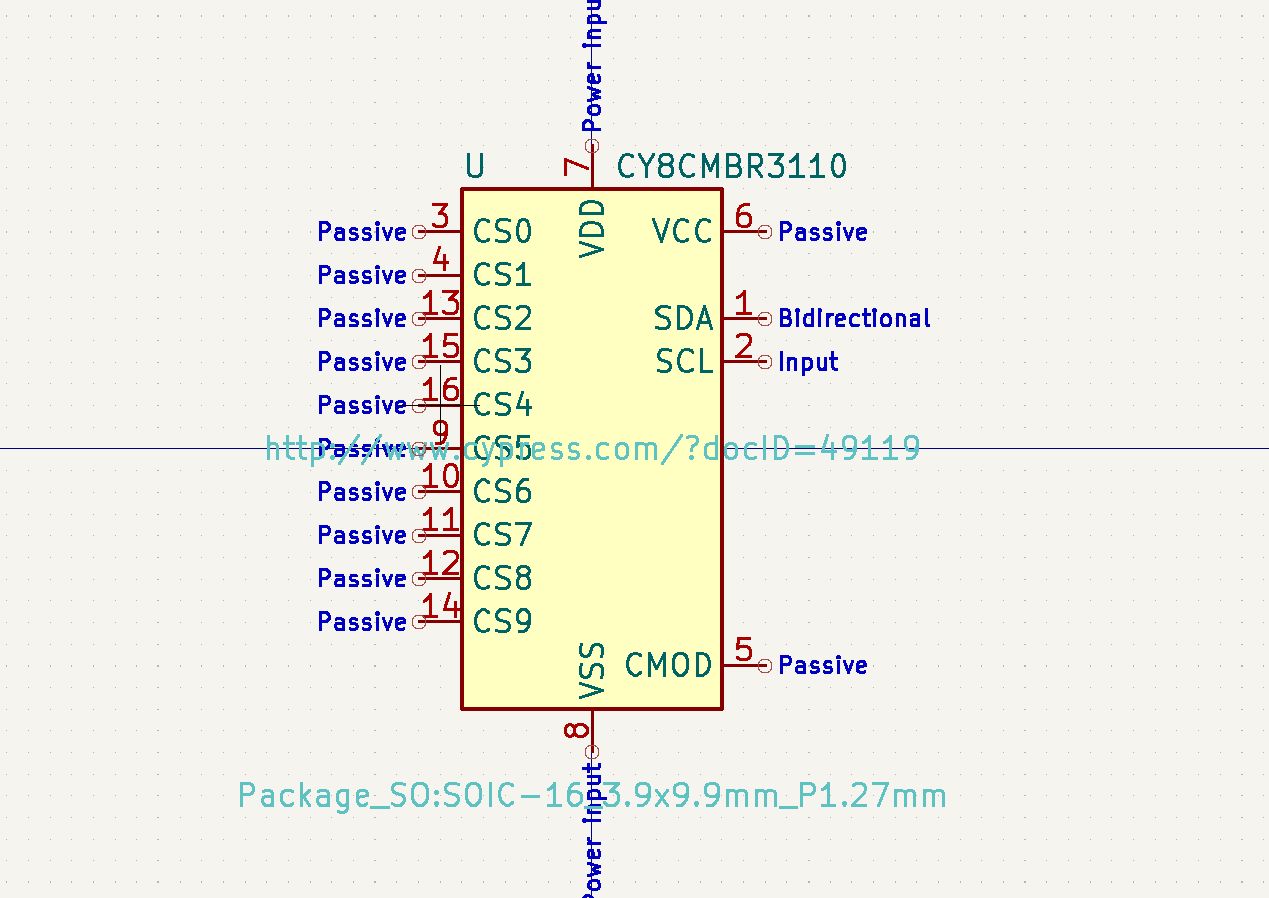 Power input
7
U
CY8CMBR3110
VDD
Passive 3 CS0 VCC 6 Passive
Passive 4 CS1
Passive 13 CS2 SDA 1 Bidirectional
Passive 15 CS3 SCL 2 Input
Passive 16 CS4
Passive 9 CS5
http://www.cypress.com/?docID=49119
Passive 10 CS6
Passive 11 CS7
Passive 12 CS8
Passive 14 CS9
VSS
CMOD 5 Passive
8
Package_SO:SOIC-16_3.9x9.9mm_P1.27mm
Power input